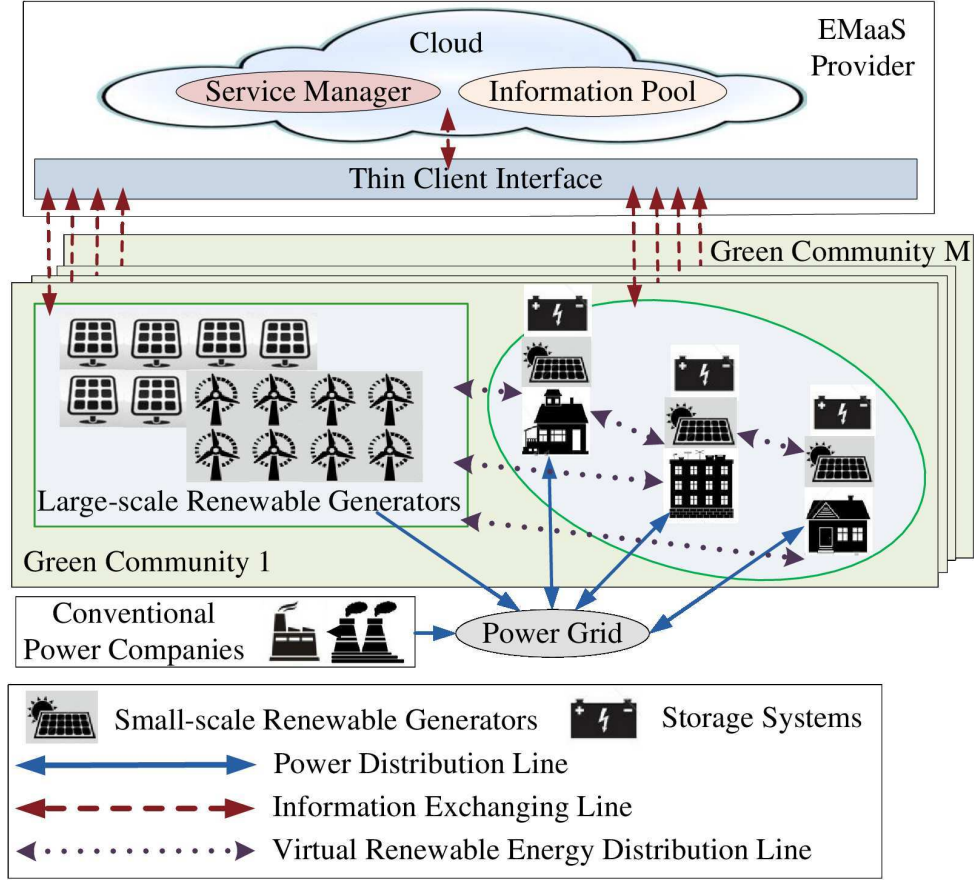 Cloud
EMaaS
Provider
Service Manager
Information Pool
Thin Client Interface
Green Community M
Large-scale Renewable Generators
Green Community 1
Conventional
Power Companies
Power Grid
Small-scale Renewable Generators
Storage Systems
Power Distribution Line
Information Exchanging Line
Virtual Renewable Energy Distribution Line